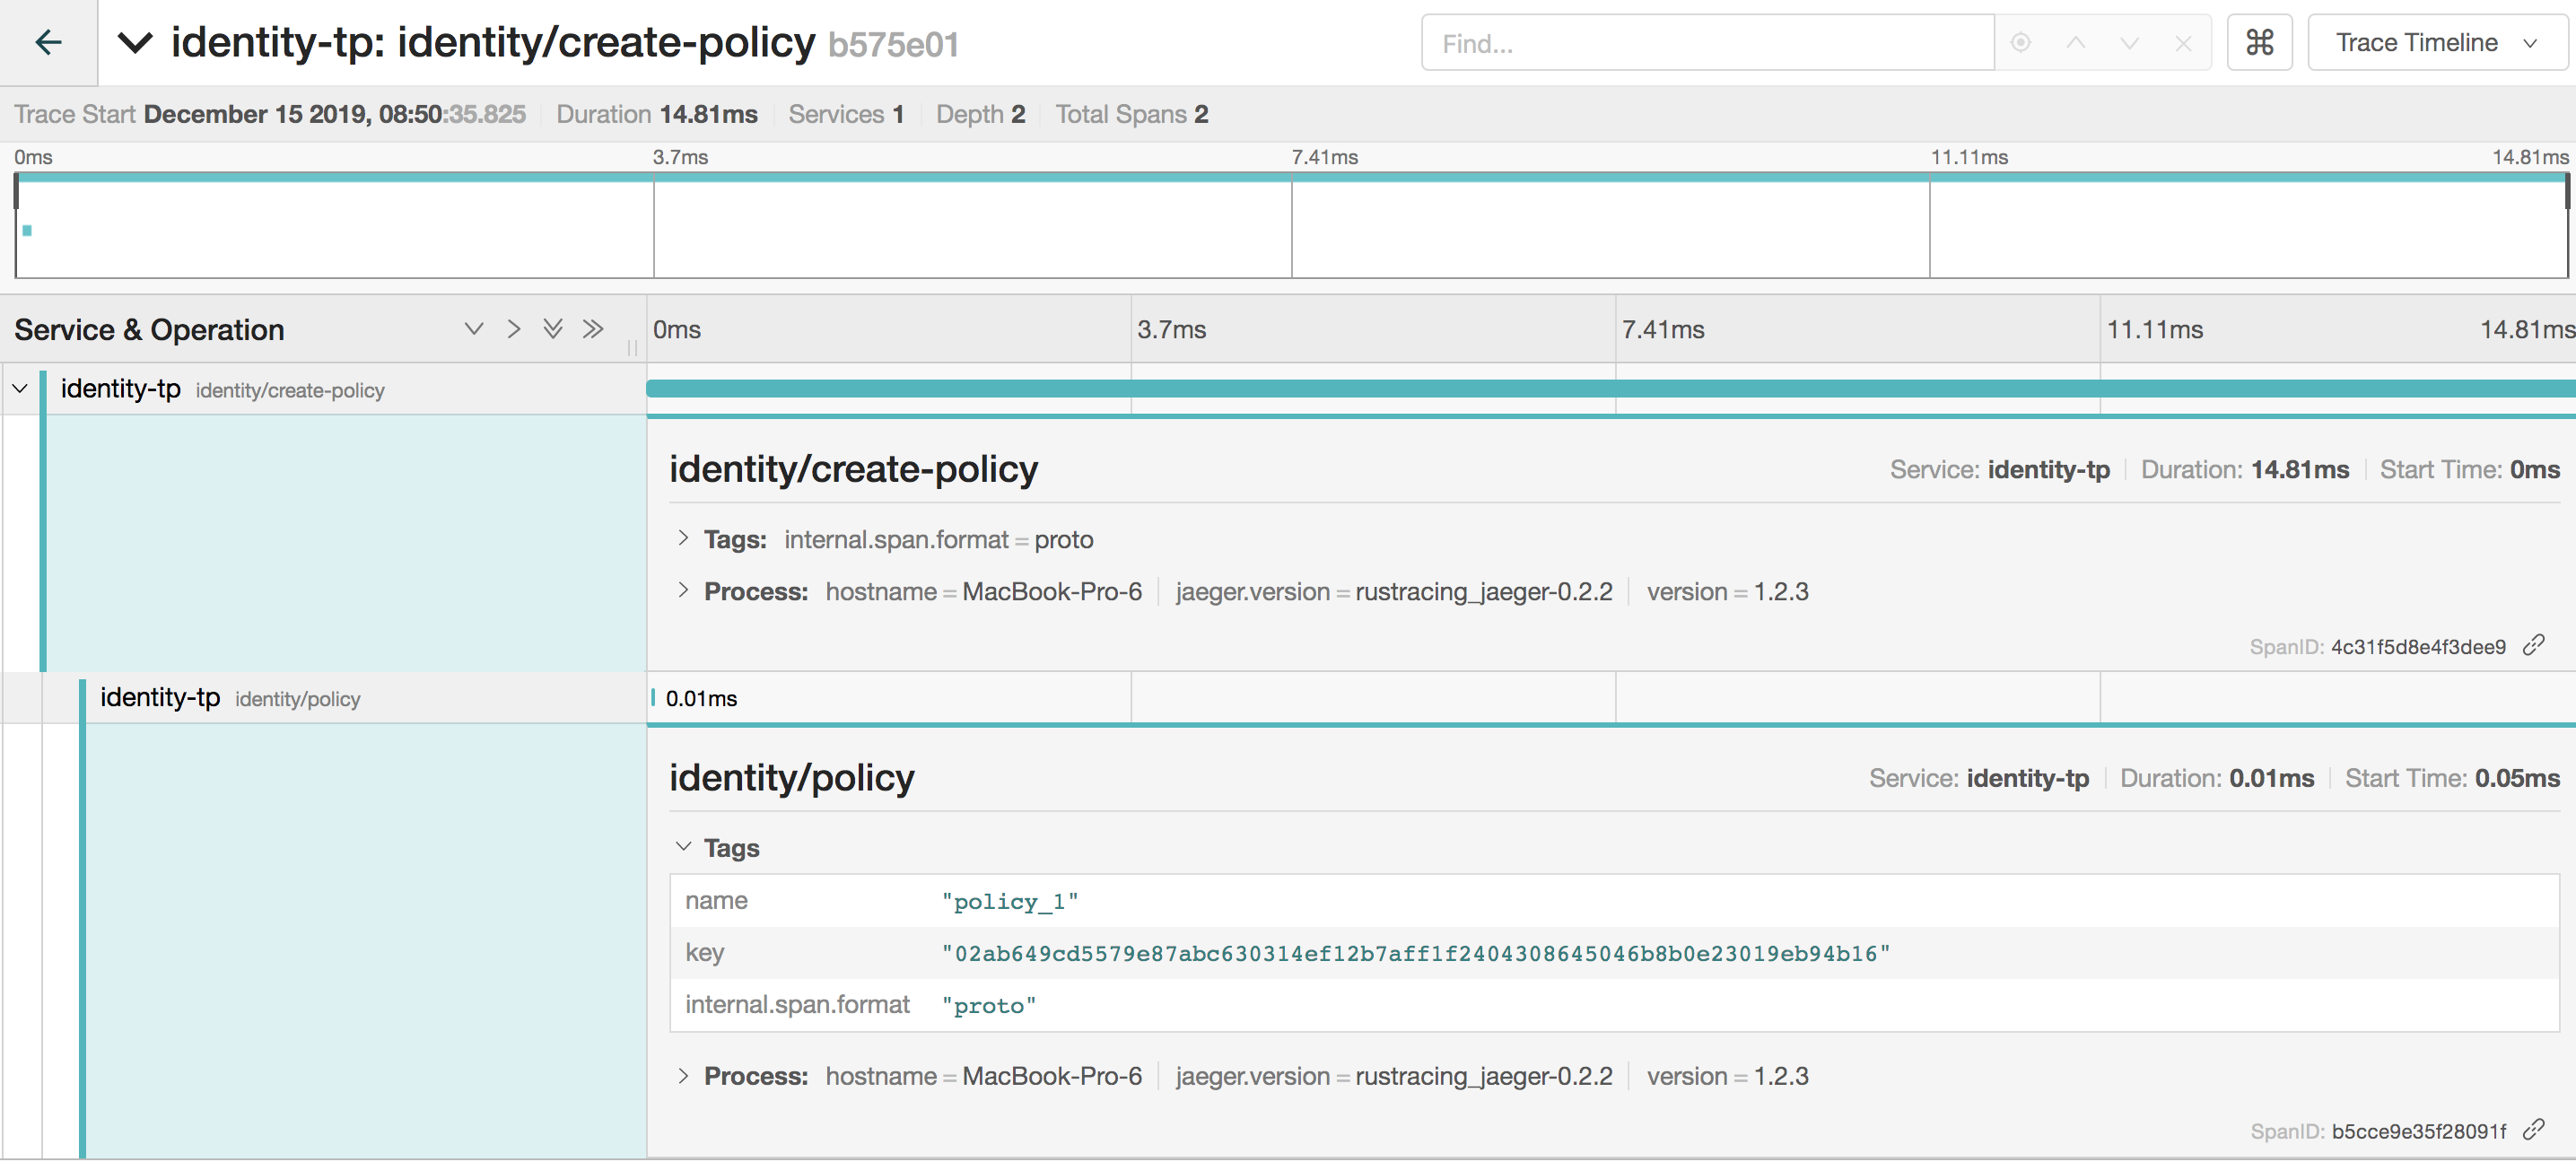 identity-tp: identity/create-policy b575e01
Find...
⌘
Trace Timeline
Trace Start December 15 2019, 08:50:35.825 Duration 14.81ms Services 1 Depth 2 Total Spans 2
0ms 3.7ms 7.41ms 11.11ms 14.81ms
Service & Operation 0ms 3.7ms 7.41ms 11.11ms 14.81ms
identity-tp identity/create-policy
identity/create-policy Service: identity-tp Duration: 14.81ms Start Time: 0ms
Tags: internal.span.format = proto
Process: hostname = MacBook-Pro-6 jaeger.version = rustracing_jaeger-0.2.2 version = 1.2.3
SpanID: 4c31f5d8e4f3dee9
identity-tp identity/policy 0.01ms
identity/policy Service: identity-tp Duration: 0.01ms Start Time: 0.05ms
Tags
name "policy_1"
key "02ab649cd5579e87abc630314ef12b7aff1f2404308645046b8b0e23019eb94b16"
internal.span.format "proto"
Process: hostname = MacBook-Pro-6 jaeger.version = rustracing_jaeger-0.2.2 version = 1.2.3
SpanID: b5cce9e35f28091f